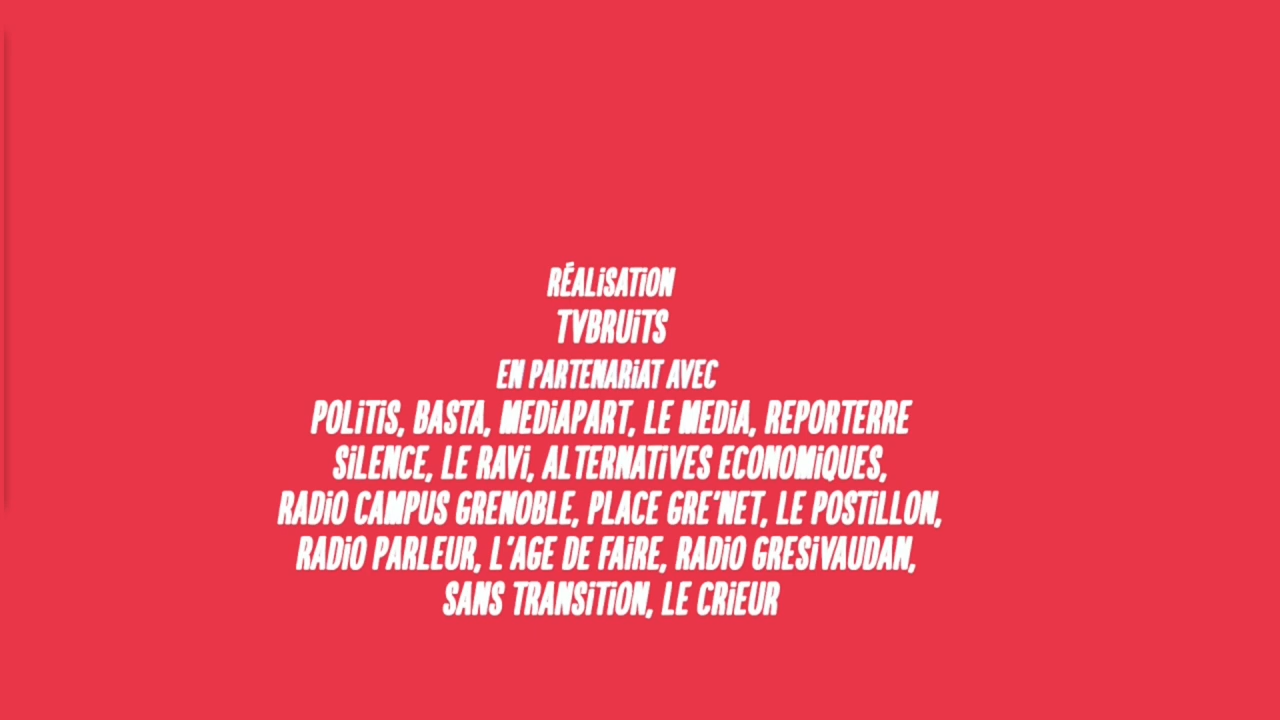 RÉALiSATiON
TVBRUiTS
EN PARTENARiAT AVEC
POLiTiS, BASTA, MEDiAPART, LE MEDiA, REPORTERRE
SiLENCE, LE RAVi, ALTERNATiVES ECONOMiQUES,
RADiO CAMPUS GRENOBLE, PLACE GRE'NET, LE POSTiLLON,
RADiO PARLEUR, L'AGE DE FAiRE, RADiO GRESiVAUDAN,
SANS TRANSiTiON, LE CRiEUR